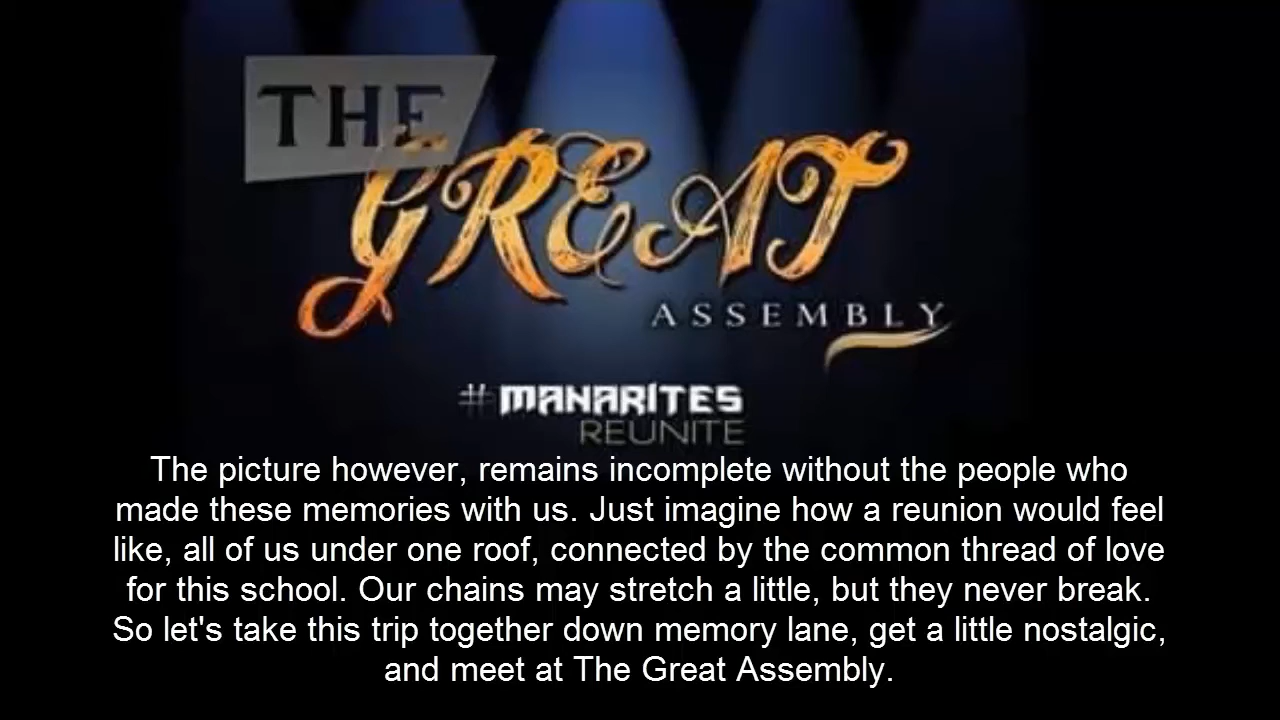 THE
GREAT
ASSEMBLY
#MANARITES
REUNITE
The picture however, remains incomplete without the people who
made these memories with us. Just imagine how a reunion would feel
like, all of us under one roof, connected by the common thread of love
for this school. Our chains may stretch a little, but they never break.
So let's take this trip together down memory lane, get a little nostalgic,
and meet at The Great Assembly.